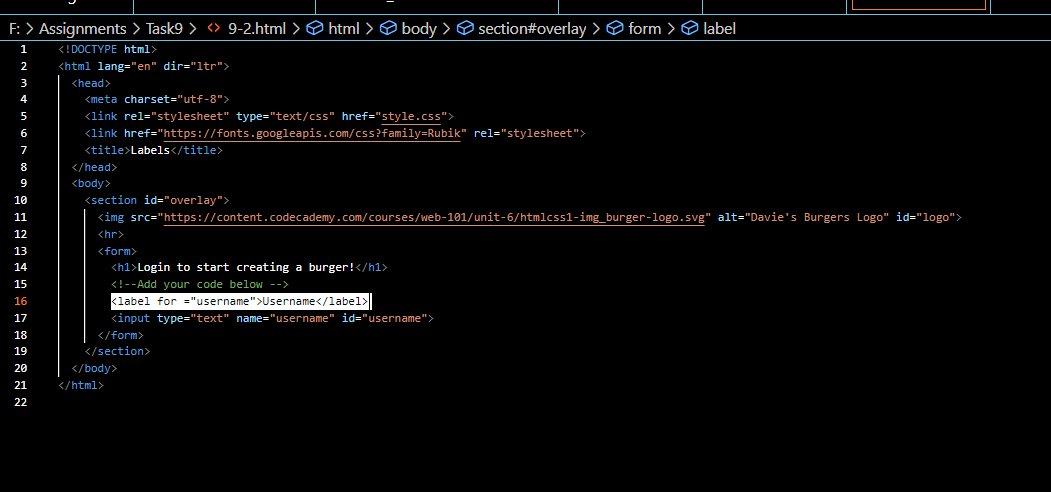 F: > Assignments > Task9 > <> 9-2.html > html > body > section#overlay > form > label
1 <!DOCTYPE html>
2 <html lang="en" dir="ltr">
3 <head>
4 <meta charset="utf-8">
5 <link rel="stylesheet" type="text/css" href="style.css">
6 <link href="https://fonts.googleapis.com/css?family=Rubik" rel="stylesheet">
7 <title>Labels</title>
8 </head>
9 <body>
10 <section id="overlay">
11 <img src="https://content.codecademy.com/courses/web-101/unit-6/htmlcss1-img_burger-logo.svg" alt="Davie's Burgers Logo" id="logo">
12 <hr>
13 <form>
14 <h1>Login to start creating a burger!</h1>
15 <!--Add your code below -->
16 <label for ="username">Username</label>
17 <input type="text" name="username" id="username">
18 </form>
19 </section>
20 </body>
21 </html>
22